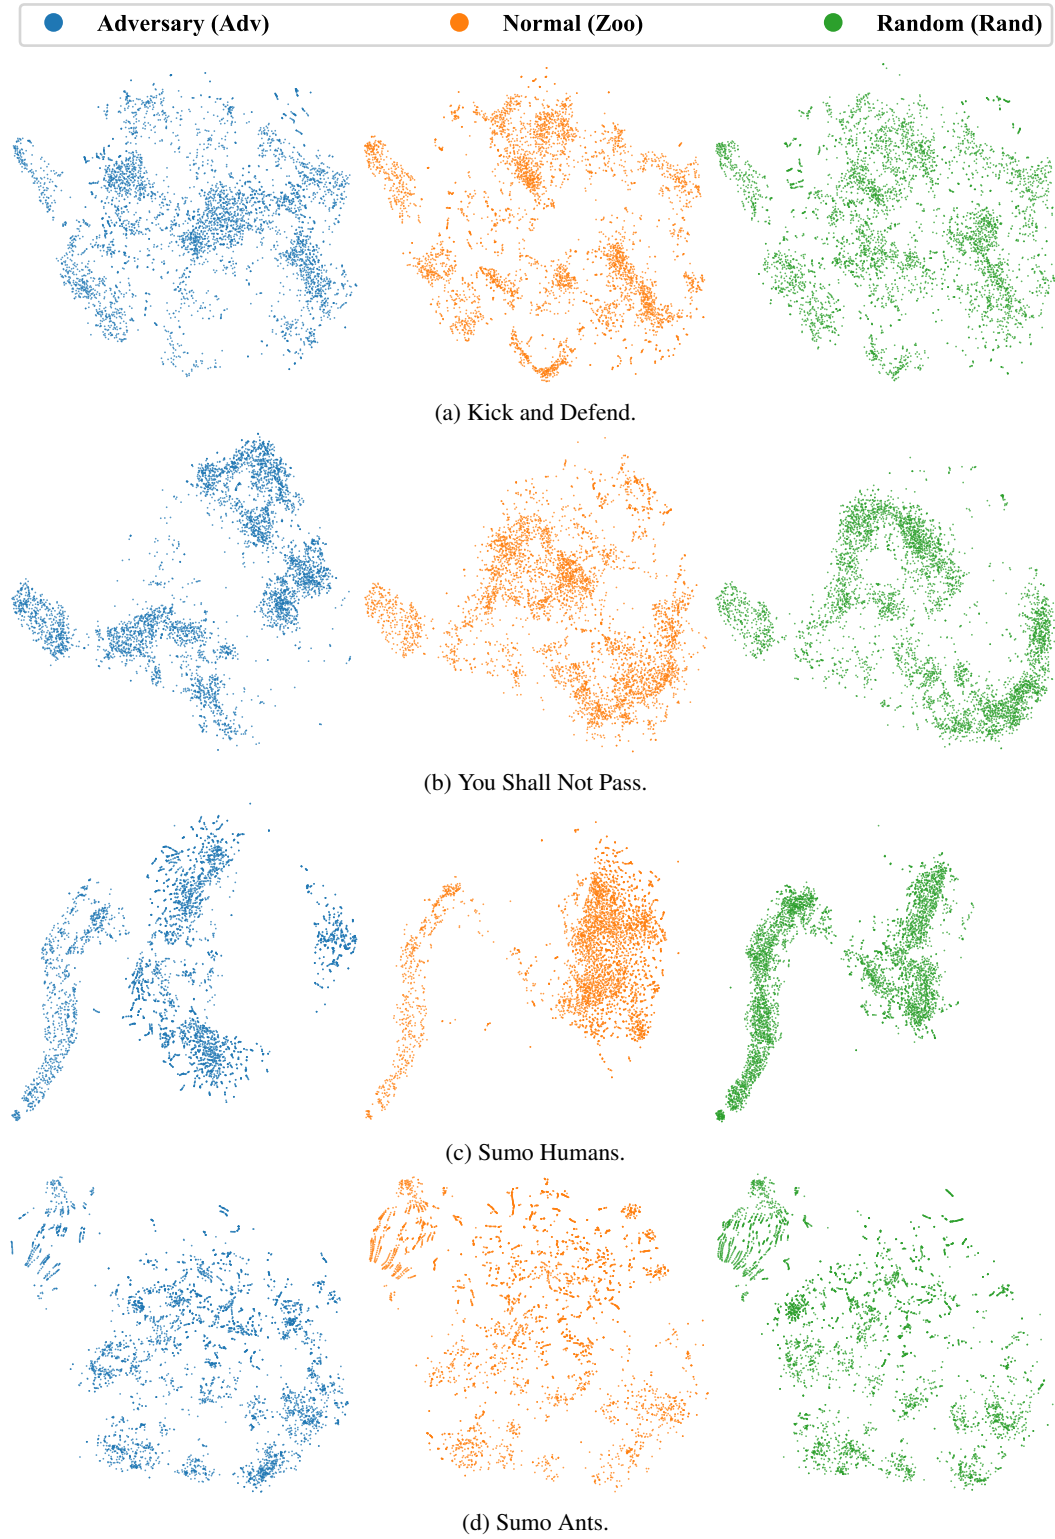 Adversary (Adv) Normal (Zoo) Random (Rand)
(a) Kick and Defend.
(b) You Shall Not Pass.
(c) Sumo Humans.
(d) Sumo Ants.